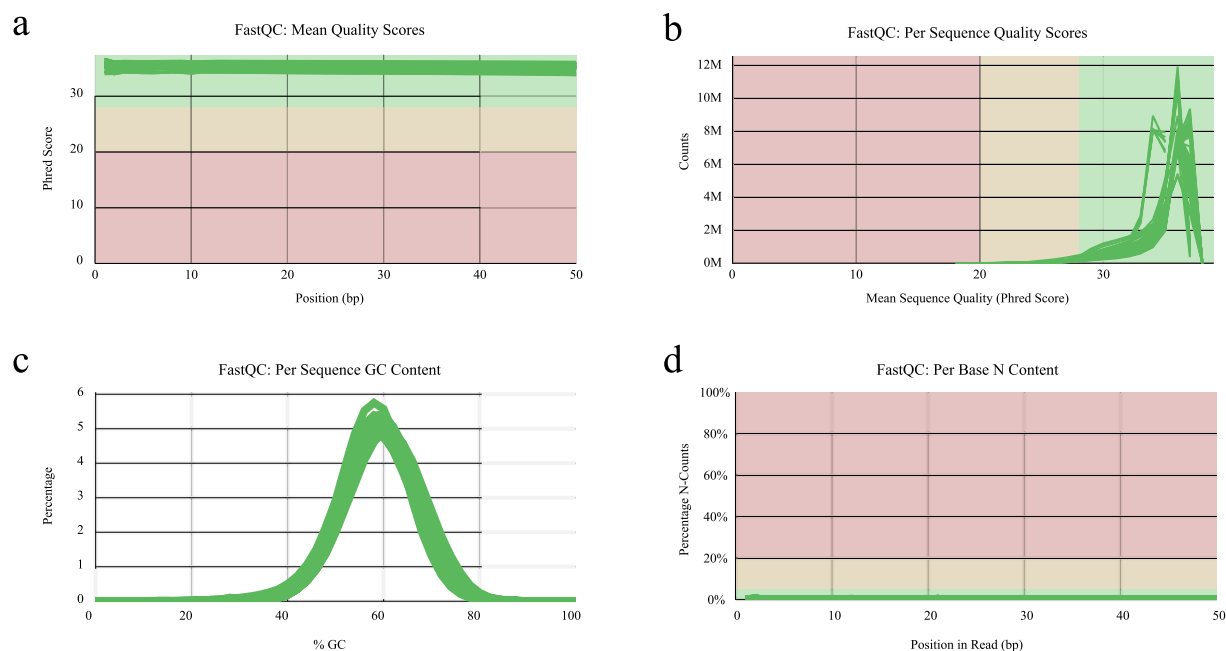 a
FastQC: Mean Quality Scores
30
20
10
0
Phred Score
0 10 20 30 40 50
Position (bp)
b
FastQC: Per Sequence Quality Scores
12M
10M
8M
6M
4M
2M
0M
Counts
0 10 20 30
Mean Sequence Quality (Phred Score)
c
FastQC: Per Sequence GC Content
6
5
4
3
2
1
0
Percentage
0 20 40 60 80 100
% GC
d
FastQC: Per Base N Content
100%
80%
60%
40%
20%
0%
Percentage N-Counts
0 10 20 30 40 50
Position in Read (bp)